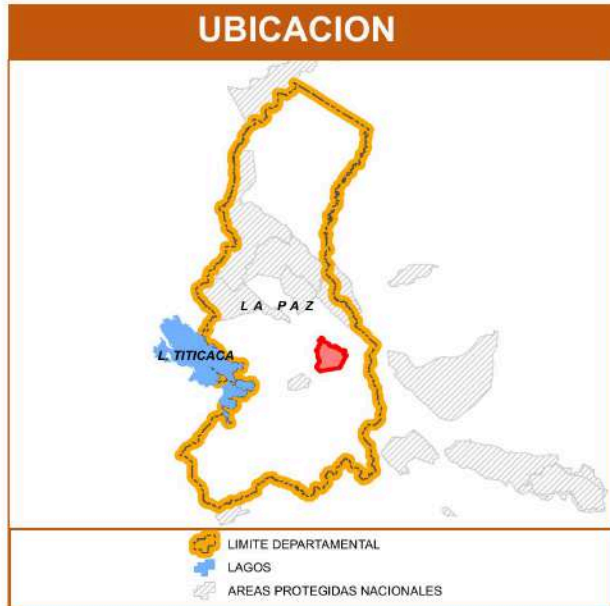 UBICACION
L A P A Z
L. TITICACA
LIMITE DEPARTAMENTAL
LAGOS
AREAS PROTEGIDAS NACIONALES